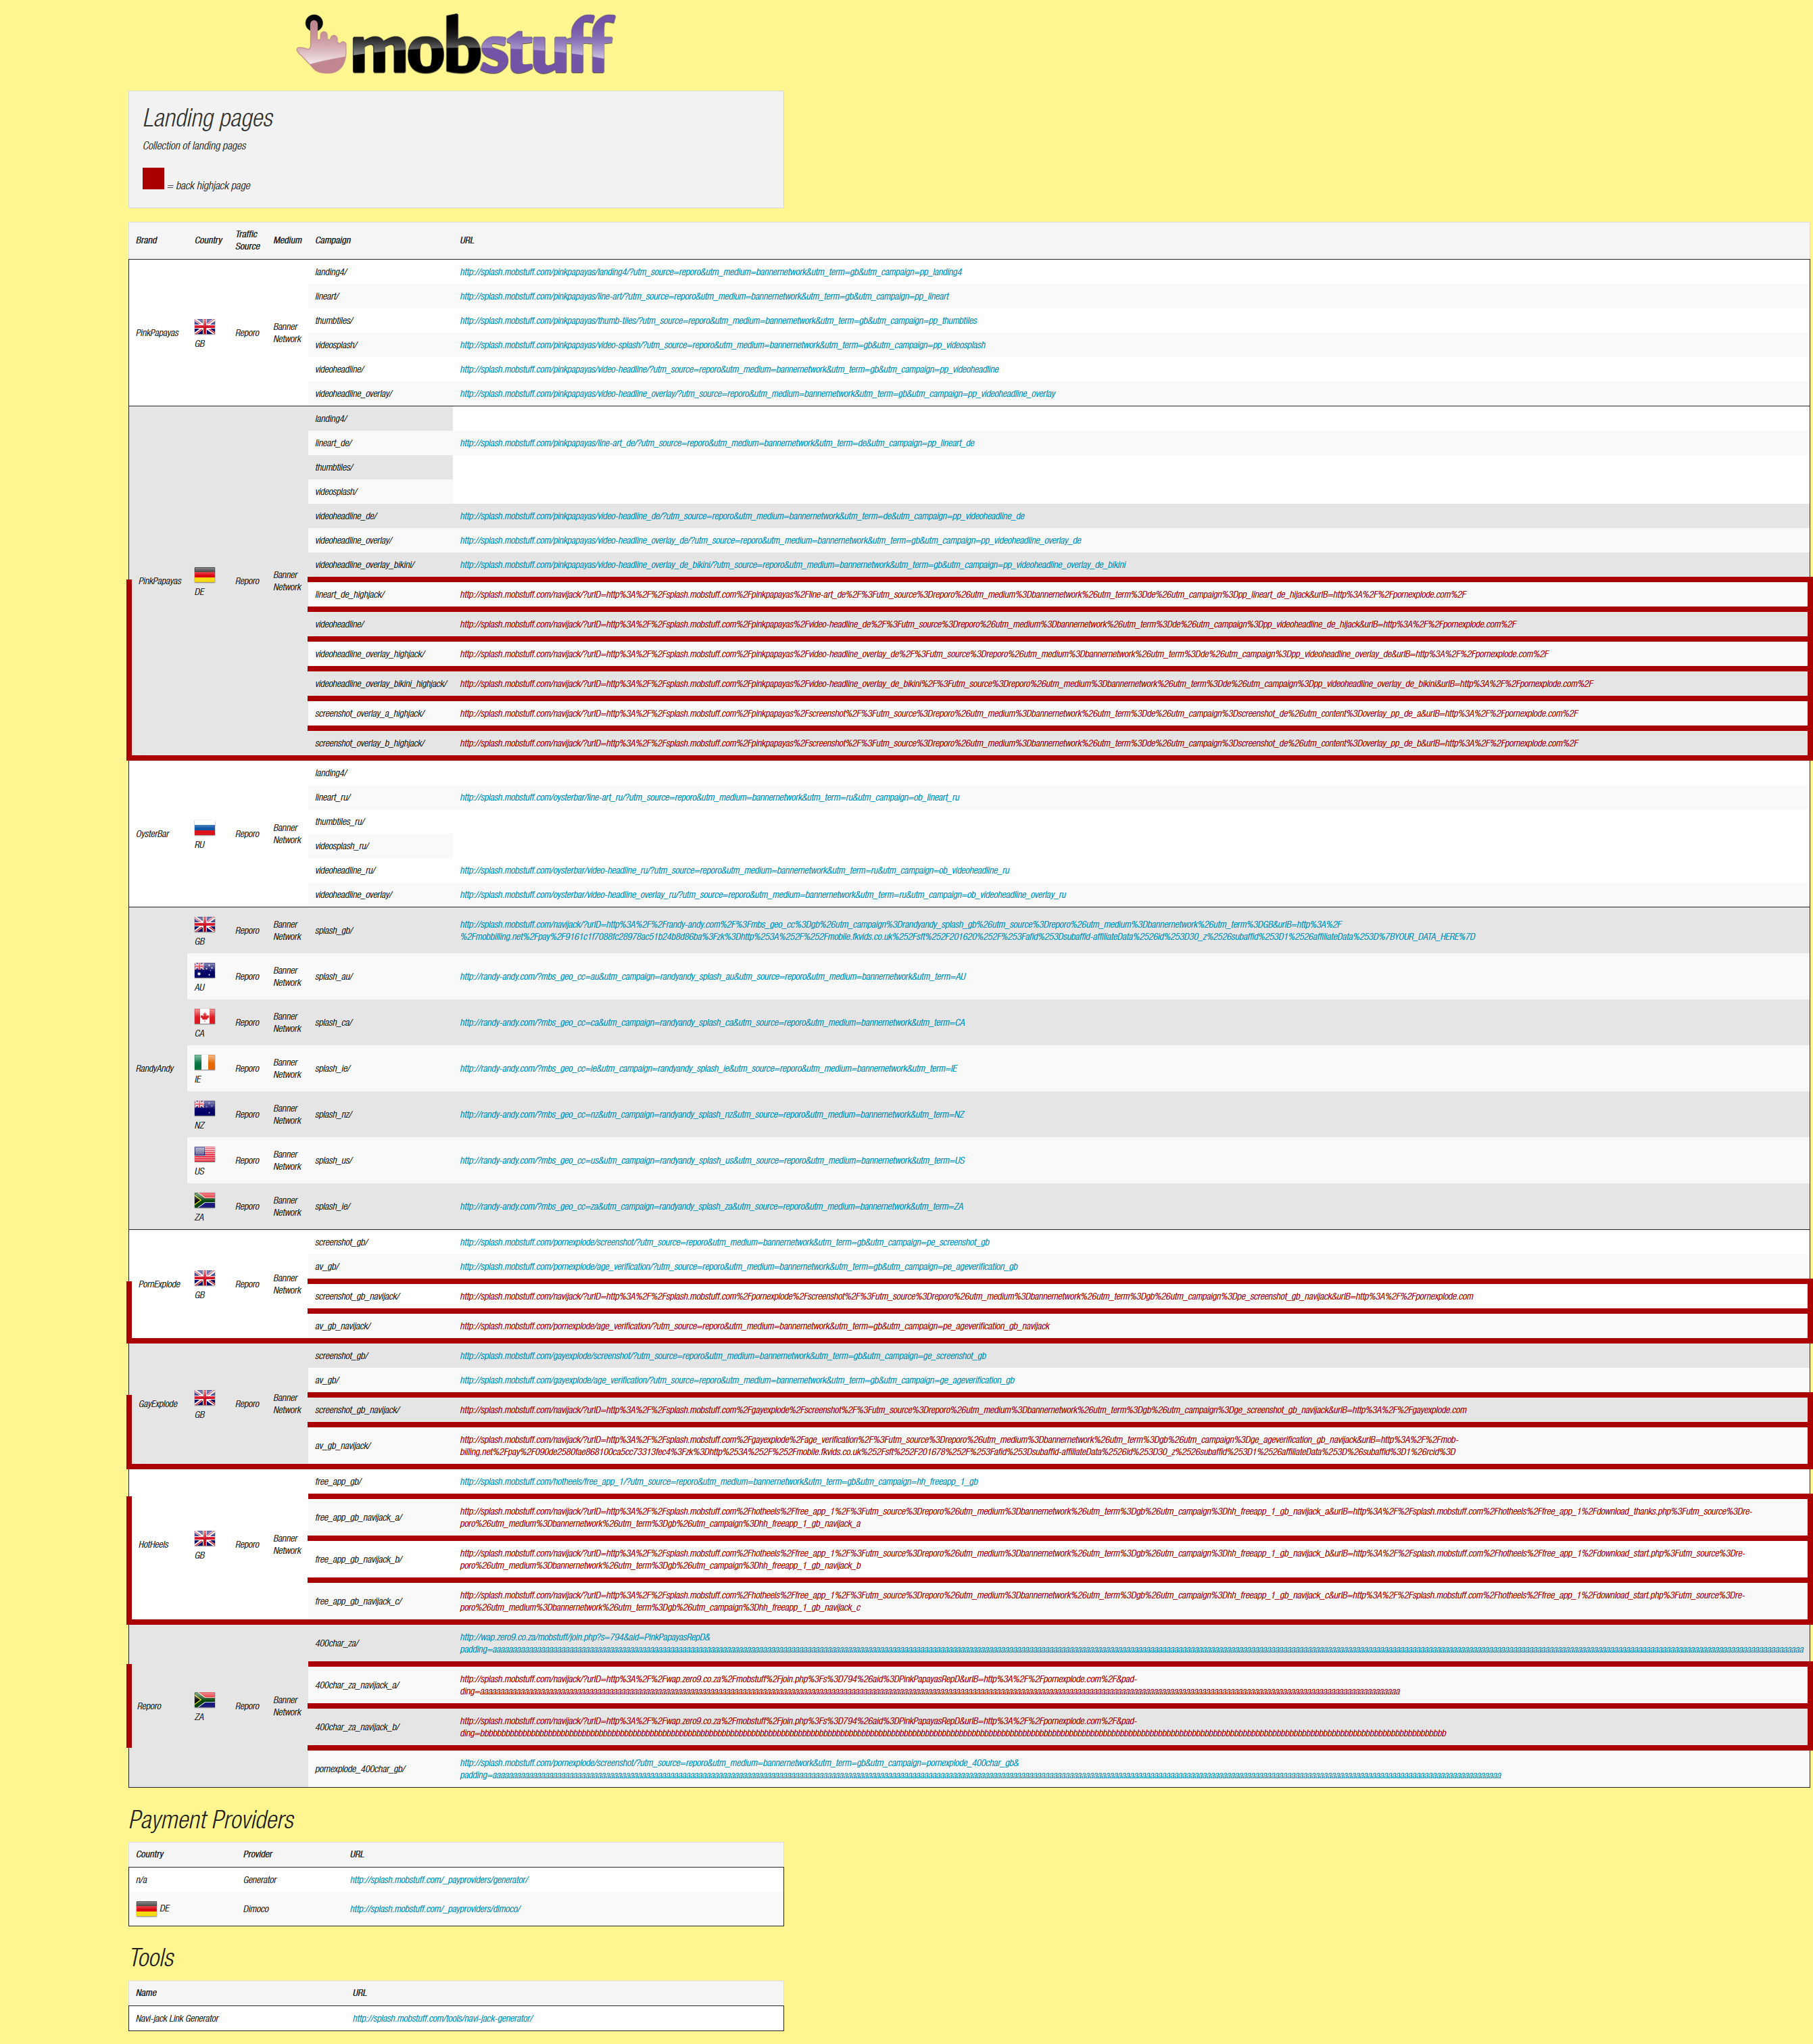 mobstuff
Landing pages
Collection of landing pages
= back highjack page
Brand Country Traffic Source Medium Campaign URL
PinkPapayas GB Reporo Banner Network
landing4/ http://splash.mobstuff.com/pinkpapayas/landing4/?utm_source=reporo&utm_medium=bannernetwork&utm_term=gb&utm_campaign=pp_landing4
lineart/ http://splash.mobstuff.com/pinkpapayas/line-art/?utm_source=reporo&utm_medium=bannernetwork&utm_term=gb&utm_campaign=pp_lineart
thumbtiles/ http://splash.mobstuff.com/pinkpapayas/thumb-tiles/?utm_source=reporo&utm_medium=bannernetwork&utm_term=gb&utm_campaign=pp_thumbtiles
videosplash/ http://splash.mobstuff.com/pinkpapayas/video-splash/?utm_source=reporo&utm_medium=bannernetwork&utm_term=gb&utm_campaign=pp_videosplash
videoheadline/ http://splash.mobstuff.com/pinkpapayas/video-headline/?utm_source=reporo&utm_medium=bannernetwork&utm_term=gb&utm_campaign=pp_videoheadline
videoheadline_overlay/ http://splash.mobstuff.com/pinkpapayas/video-headline_overlay/?utm_source=reporo&utm_medium=bannernetwork&utm_term=gb&utm_campaign=pp_videoheadline_overlay
PinkPapayas DE Reporo Banner Network
landing4/
lineart_de/ http://splash.mobstuff.com/pinkpapayas/line-art_de/?utm_source=reporo&utm_medium=bannernetwork&utm_term=de&utm_campaign=pp_lineart_de
thumbtiles/
videosplash/
videoheadline_de/ http://splash.mobstuff.com/pinkpapayas/video-headline_de/?utm_source=reporo&utm_medium=bannernetwork&utm_term=de&utm_campaign=pp_videoheadline_de
videoheadline_overlay/ http://splash.mobstuff.com/pinkpapayas/video-headline_overlay_de/?utm_source=reporo&utm_medium=bannernetwork&utm_term=gb&utm_campaign=pp_videoheadline_overlay_de
videoheadline_overlay_bikini/ http://splash.mobstuff.com/pinkpapayas/video-headline_overlay_de_bikini/?utm_source=reporo&utm_medium=bannernetwork&utm_term=gb&utm_campaign=pp_videoheadline_overlay_de_bikini
lineart_de_highjack/ http://splash.mobstuff.com/navijack/?urlD=http%3A%2F%2Fsplash.mobstuff.com%2Fpinkpapayas%2Fline-art_de%2F%3Futm_source%3Dreporo%26utm_medium%3Dbannernetwork%26utm_term%3Dde%26utm_campaign%3Dpp_lineart_de_hijack&urlB=http%3A%2F%2Fpornexplode.com%2F
videoheadline/ http://splash.mobstuff.com/navijack/?urlD=http%3A%2F%2Fsplash.mobstuff.com%2Fpinkpapayas%2Fvideo-headline_de%2F%3Futm_source%3Dreporo%26utm_medium%3Dbannernetwork%26utm_term%3Dde%26utm_campaign%3Dpp_videoheadline_de_hijack&urlB=http%3A%2F%2Fpornexplode.com%2F
videoheadline_overlay_highjack/ http://splash.mobstuff.com/navijack/?urlD=http%3A%2F%2Fsplash.mobstuff.com%2Fpinkpapayas%2Fvideo-headline_overlay_de%2F%3Futm_source%3Dreporo%26utm_medium%3Dbannernetwork%26utm_term%3Dde%26utm_campaign%3Dpp_videoheadline_overlay_de&urlB=http%3A%2F%2Fpornexplode.com%2F
videoheadline_overlay_bikini_highjack/ http://splash.mobstuff.com/navijack/?urlD=http%3A%2F%2Fsplash.mobstuff.com%2Fpinkpapayas%2Fvideo-headline_overlay_de_bikini%2F%3Futm_source%3Dreporo%26utm_medium%3Dbannernetwork%26utm_term%3Dde%26utm_campaign%3Dpp_videoheadline_overlay_de_bikini&urlB=http%3A%2F%2Fpornexplode.com%2F
screenshot_overlay_a_highjack/ http://splash.mobstuff.com/navijack/?urlD=http%3A%2F%2Fsplash.mobstuff.com%2Fpinkpapayas%2Fscreenshot%2F%3Futm_source%3Dreporo%26utm_medium%3Dbannernetwork%26utm_term%3Dde%26utm_campaign%3Dscreenshot_de%26utm_content%3Doverlay_pp_de_a&urlB=http%3A%2F%2Fpornexplode.com%2F
screenshot_overlay_b_highjack/ http://splash.mobstuff.com/navijack/?urlD=http%3A%2F%2Fsplash.mobstuff.com%2Fpinkpapayas%2Fscreenshot%2F%3Futm_source%3Dreporo%26utm_medium%3Dbannernetwork%26utm_term%3Dde%26utm_campaign%3Dscreenshot_de%26utm_content%3Doverlay_pp_de_b&urlB=http%3A%2F%2Fpornexplode.com%2F
OysterBar RU Reporo Banner Network
landing4/
lineart_ru/ http://splash.mobstuff.com/oysterbar/line-art_ru/?utm_source=reporo&utm_medium=bannernetwork&utm_term=ru&utm_campaign=ob_lineart_ru
thumbtiles_ru/
videosplash_ru/
videoheadline_ru/ http://splash.mobstuff.com/oysterbar/video-headline_ru/?utm_source=reporo&utm_medium=bannernetwork&utm_term=ru&utm_campaign=ob_videoheadline_ru
videoheadline_overlay/ http://splash.mobstuff.com/oysterbar/video-headline_overlay_ru/?utm_source=reporo&utm_medium=bannernetwork&utm_term=ru&utm_campaign=ob_videoheadline_overlay_ru
RandyAndy
GB Reporo Banner Network splash_gb/ http://splash.mobstuff.com/navijack/?urlD=http%3A%2F%2Frandy-andy.com%2F%3Fmbs_geo_cc%3Dgb%26utm_campaign%3Drandyandy_splash_gb%26utm_source%3Dreporo%26utm_medium%3Dbannernetwork%26utm_term%3DGB&urlB=http%3A%2F
%2Fmobbilling.net%2Fpay%2F9161c1f7088fc28978ac51b24b8d86ba%3Fzk%3Dhttp%253A%252F%252Fmobile.fkvids.co.uk%252Fsft%252F201620%252F%253Fafid%253Dsubaffid-affiliateData%2526id%253D30_z%2526subaffid%253D1%2526affiliateData%253D%7BYOUR_DATA_HERE%7D
AU Reporo Banner Network splash_au/ http://randy-andy.com/?mbs_geo_cc=au&utm_campaign=randyandy_splash_au&utm_source=reporo&utm_medium=bannernetwork&utm_term=AU
CA Reporo Banner Network splash_ca/ http://randy-andy.com/?mbs_geo_cc=ca&utm_campaign=randyandy_splash_ca&utm_source=reporo&utm_medium=bannernetwork&utm_term=CA
IE Reporo Banner Network splash_ie/ http://randy-andy.com/?mbs_geo_cc=ie&utm_campaign=randyandy_splash_ie&utm_source=reporo&utm_medium=bannernetwork&utm_term=IE
NZ Reporo Banner Network splash_nz/ http://randy-andy.com/?mbs_geo_cc=nz&utm_campaign=randyandy_splash_nz&utm_source=reporo&utm_medium=bannernetwork&utm_term=NZ
US Reporo Banner Network splash_us/ http://randy-andy.com/?mbs_geo_cc=us&utm_campaign=randyandy_splash_us&utm_source=reporo&utm_medium=bannernetwork&utm_term=US
ZA Reporo Banner Network splash_ie/ http://randy-andy.com/?mbs_geo_cc=za&utm_campaign=randyandy_splash_za&utm_source=reporo&utm_medium=bannernetwork&utm_term=ZA
PornExplode GB Reporo Banner Network
screenshot_gb/ http://splash.mobstuff.com/pornexplode/screenshot/?utm_source=reporo&utm_medium=bannernetwork&utm_term=gb&utm_campaign=pe_screenshot_gb
av_gb/ http://splash.mobstuff.com/pornexplode/age_verification/?utm_source=reporo&utm_medium=bannernetwork&utm_term=gb&utm_campaign=pe_ageverification_gb
screenshot_gb_navijack/ http://splash.mobstuff.com/navijack/?urlD=http%3A%2F%2Fsplash.mobstuff.com%2Fpornexplode%2Fscreenshot%2F%3Futm_source%3Dreporo%26utm_medium%3Dbannernetwork%26utm_term%3Dgb%26utm_campaign%3Dpe_screenshot_gb_navijack&urlB=http%3A%2F%2Fpornexplode.com
av_gb_navijack/ http://splash.mobstuff.com/pornexplode/age_verification/?utm_source=reporo&utm_medium=bannernetwork&utm_term=gb&utm_campaign=pe_ageverification_gb_navijack
GayExplode GB Reporo Banner Network
screenshot_gb/ http://splash.mobstuff.com/gayexplode/screenshot/?utm_source=reporo&utm_medium=bannernetwork&utm_term=gb&utm_campaign=ge_screenshot_gb
av_gb/ http://splash.mobstuff.com/gayexplode/age_verification/?utm_source=reporo&utm_medium=bannernetwork&utm_term=gb&utm_campaign=ge_ageverification_gb
screenshot_gb_navijack/ http://splash.mobstuff.com/navijack/?urlD=http%3A%2F%2Fsplash.mobstuff.com%2Fgayexplode%2Fscreenshot%2F%3Futm_source%3Dreporo%26utm_medium%3Dbannernetwork%26utm_term%3Dgb%26utm_campaign%3Dge_screenshot_gb_navijack&urlB=http%3A%2F%2Fgayexplode.com
av_gb_navijack/ http://splash.mobstuff.com/navijack/?urlD=http%3A%2F%2Fsplash.mobstuff.com%2Fgayexplode%2Fage_verification%2F%3Futm_source%3Dreporo%26utm_medium%3Dbannernetwork%26utm_term%3Dgb%26utm_campaign%3Dge_ageverification_gb_navijack&urlB=http%3A%2F%2Fmob-
billing.net%2Fpay%2F090de2580fae868100ca5cc73313fec4%3Fzk%3Dhttp%253A%252F%252Fmobile.fkvids.co.uk%252Fsft%252F201678%252F%253Fafid%253Dsubaffid-affiliateData%2526id%253D30_z%2526subaffid%253D1%2526affiliateData%253D%26subaffid%3D1%26rcid%3D
HotHeels GB Reporo Banner Network
free_app_gb/ http://splash.mobstuff.com/hotheels/free_app_1/?utm_source=reporo&utm_medium=bannernetwork&utm_term=gb&utm_campaign=hh_freeapp_1_gb
free_app_gb_navijack_a/ http://splash.mobstuff.com/navijack/?urlD=http%3A%2F%2Fsplash.mobstuff.com%2Fhotheels%2Ffree_app_1%2F%3Futm_source%3Dreporo%26utm_medium%3Dbannernetwork%26utm_term%3Dgb%26utm_campaign%3Dhh_freeapp_1_gb_navijack_a&urlB=http%3A%2F%2Fsplash.mobstuff.com%2Fhotheels%2Ffree_app_1%2Fdownload_thanks.php%3Futm_source%3Dre-
poro%26utm_medium%3Dbannernetwork%26utm_term%3Dgb%26utm_campaign%3Dhh_freeapp_1_gb_navijack_a
free_app_gb_navijack_b/ http://splash.mobstuff.com/navijack/?urlD=http%3A%2F%2Fsplash.mobstuff.com%2Fhotheels%2Ffree_app_1%2F%3Futm_source%3Dreporo%26utm_medium%3Dbannernetwork%26utm_term%3Dgb%26utm_campaign%3Dhh_freeapp_1_gb_navijack_b&urlB=http%3A%2F%2Fsplash.mobstuff.com%2Fhotheels%2Ffree_app_1%2Fdownload_start.php%3Futm_source%3Dre-
poro%26utm_medium%3Dbannernetwork%26utm_term%3Dgb%26utm_campaign%3Dhh_freeapp_1_gb_navijack_b
free_app_gb_navijack_c/ http://splash.mobstuff.com/navijack/?urlD=http%3A%2F%2Fsplash.mobstuff.com%2Fhotheels%2Ffree_app_1%2F%3Futm_source%3Dreporo%26utm_medium%3Dbannernetwork%26utm_term%3Dgb%26utm_campaign%3Dhh_freeapp_1_gb_navijack_c&urlB=http%3A%2F%2Fsplash.mobstuff.com%2Fhotheels%2Ffree_app_1%2Fdownload_start.php%3Futm_source%3Dre-
poro%26utm_medium%3Dbannernetwork%26utm_term%3Dgb%26utm_campaign%3Dhh_freeapp_1_gb_navijack_c
Reporo ZA Reporo Banner Network
400char_za/ http://wap.zero9.co.za/mobstuff/join.php?s=794&aid=PinkPapayasRepD&
400char_za_navijack_a/ http://splash.mobstuff.com/navijack/?urlD=http%3A%2F%2Fwap.zero9.co.za%2Fmobstuff%2Fjoin.php%3Fs%3D794%26aid%3DPinkPapayasRepD&urlB=http%3A%2F%2Fpornexplode.com%2F&pad-
400char_za_navijack_b/ http://splash.mobstuff.com/navijack/?urlD=http%3A%2F%2Fwap.zero9.co.za%2Fmobstuff%2Fjoin.php%3Fs%3D794%26aid%3DPinkPapayasRepD&urlB=http%3A%2F%2Fpornexplode.com%2F&pad-
pornexplode_400char_gb/ http://splash.mobstuff.com/pornexplode/screenshot/?utm_source=reporo&utm_medium=bannernetwork&utm_term=gb&utm_campaign=pornexplode_400char_gb&
Payment Providers
Country Provider URL
n/a Generator http://splash.mobstuff.com/_payproviders/generator/
DE Dimoco http://splash.mobstuff.com/_payproviders/dimoco/
Tools
Name URL
Navi-jack Link Generator http://splash.mobstuff.com/tools/navi-jack-generator/